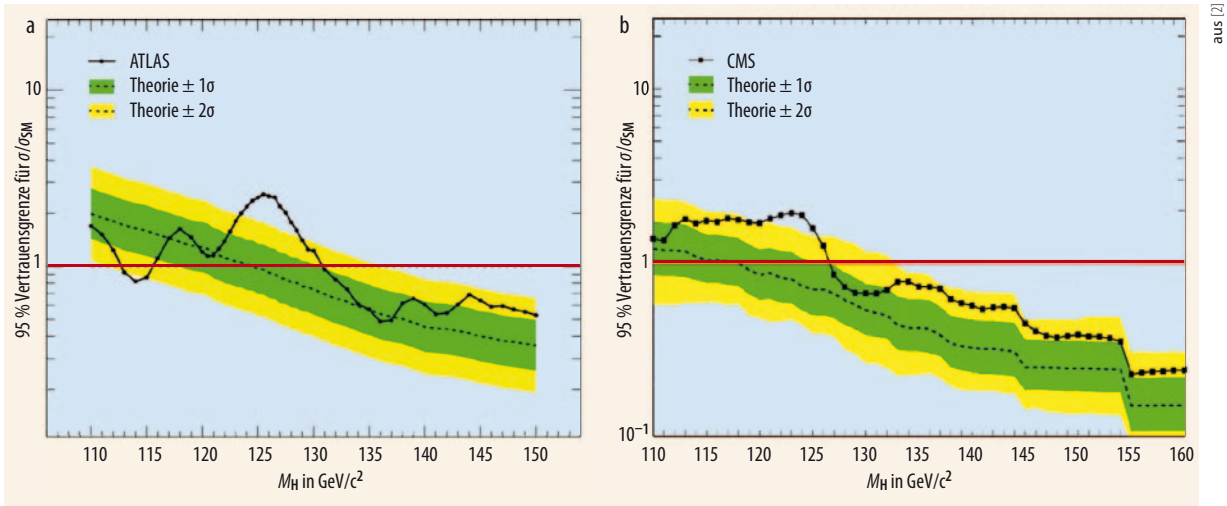 a
ATLAS
Theorie ± 1σ
Theorie ± 2σ
95 % Vertrauensgrenze für σ/σSM
10
1
110 115 120 125 130 135 140 145 150
MH in GeV/c²
b
CMS
Theorie ± 1σ
Theorie ± 2σ
95 % Vertrauensgrenze für σ/σSM
10
1
10⁻¹
110 115 120 125 130 135 140 145 150 155 160
MH in GeV/c²
aus [2]